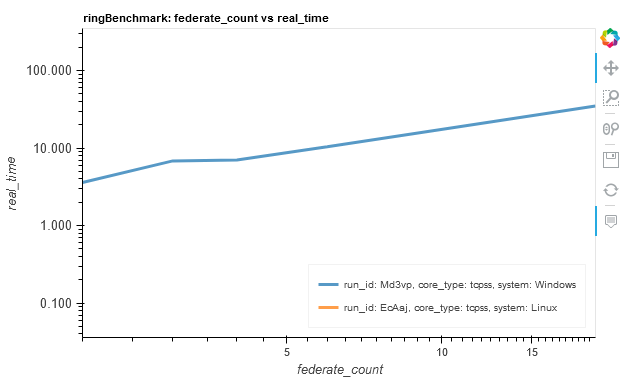 ringBenchmark: federate_count vs real_time
100.000
10.000
1.000
0.100
real_time
run_id: Md3vp, core_type: tcpss, system: Windows
run_id: EcAaj, core_type: tcpss, system: Linux
5
10
15
federate_count